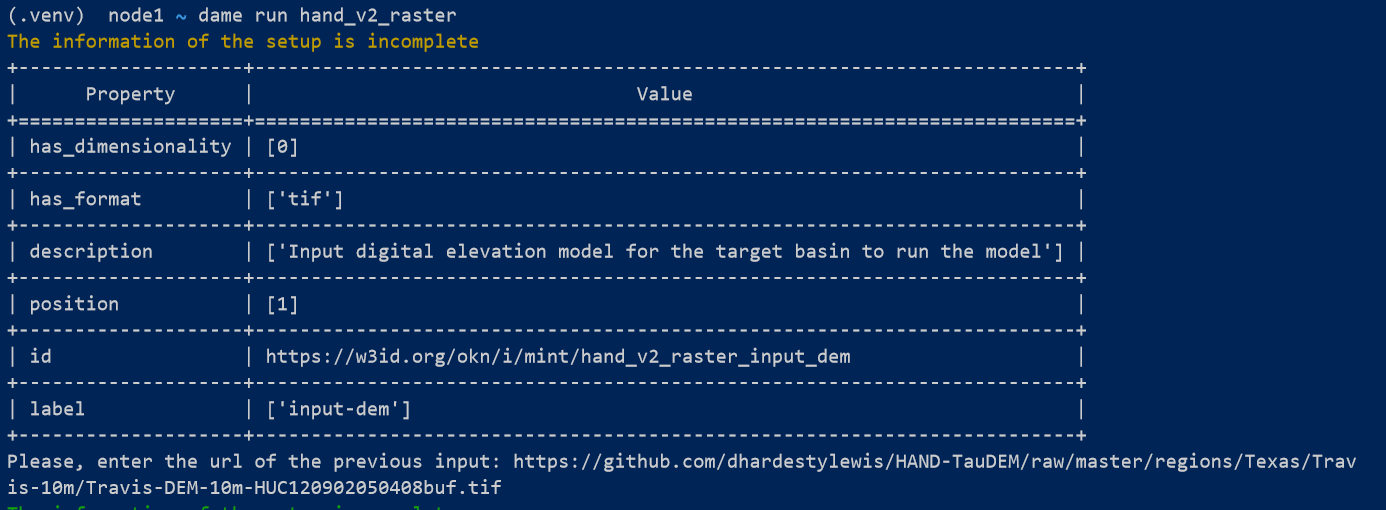 (.venv)  node1 ~ dame run hand_v2_raster
The information of the setup is incomplete
+--------------------+-------------------------------------------------------------------------+
|      Property      |                                  Value                                  |
+====================+=========================================================================+
| has_dimensionality | [0]                                                                     |
+--------------------+-------------------------------------------------------------------------+
| has_format         | ['tif']                                                                 |
+--------------------+-------------------------------------------------------------------------+
| description        | ['Input digital elevation model for the target basin to run the model'] |
+--------------------+-------------------------------------------------------------------------+
| position           | [1]                                                                     |
+--------------------+-------------------------------------------------------------------------+
| id                 | https://w3id.org/okn/i/mint/hand_v2_raster_input_dem                    |
+--------------------+-------------------------------------------------------------------------+
| label              | ['input-dem']                                                           |
+--------------------+-------------------------------------------------------------------------+
Please, enter the url of the previous input: https://github.com/dhardestylewis/HAND-TauDEM/raw/master/regions/Texas/Trav
is-10m/Travis-DEM-10m-HUC120902050408buf.tif